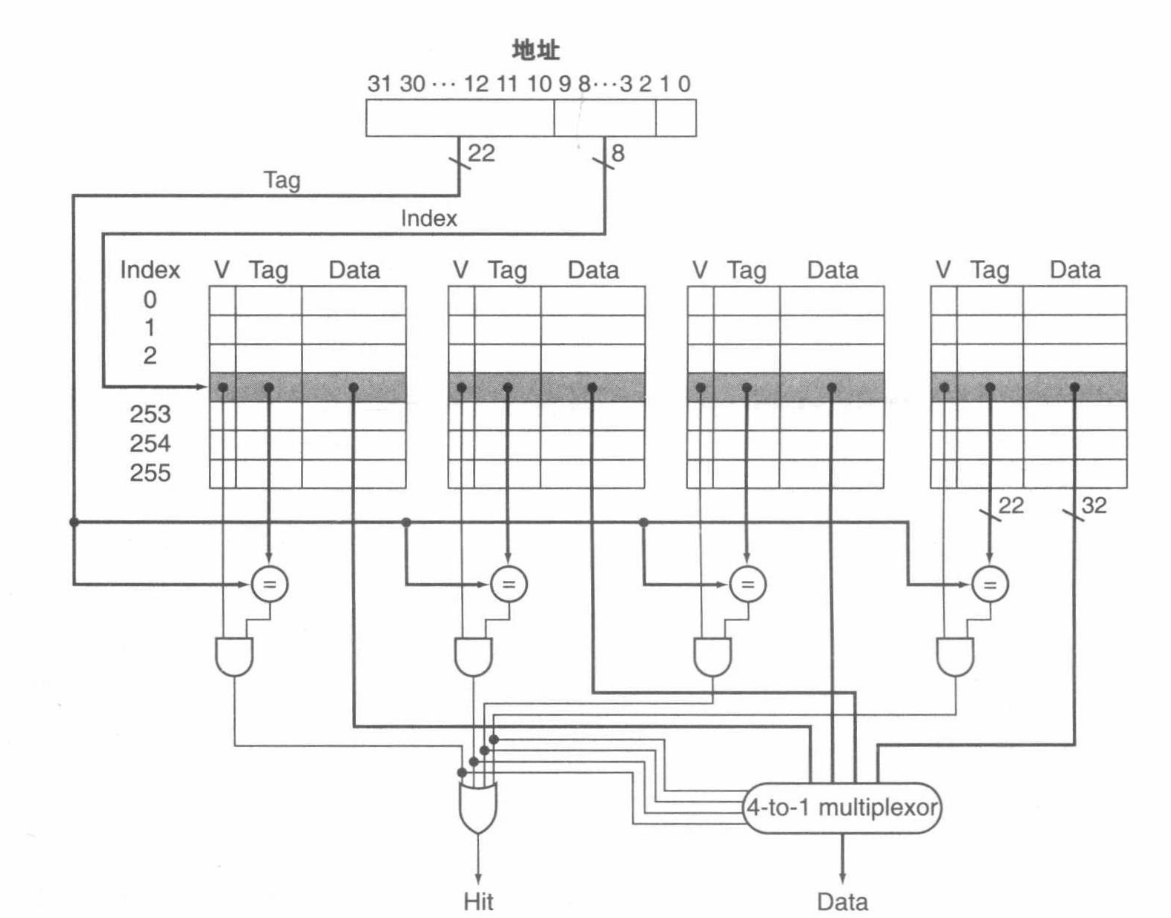 地址
31 30 ··· 12 11 10 9 8···3 2 1 0
22 8
Tag
Index
Index V Tag Data V Tag Data V Tag Data V Tag Data
0
1
2
253
254
255
22 32
= = = =
4-to-1 multiplexor
Hit Data